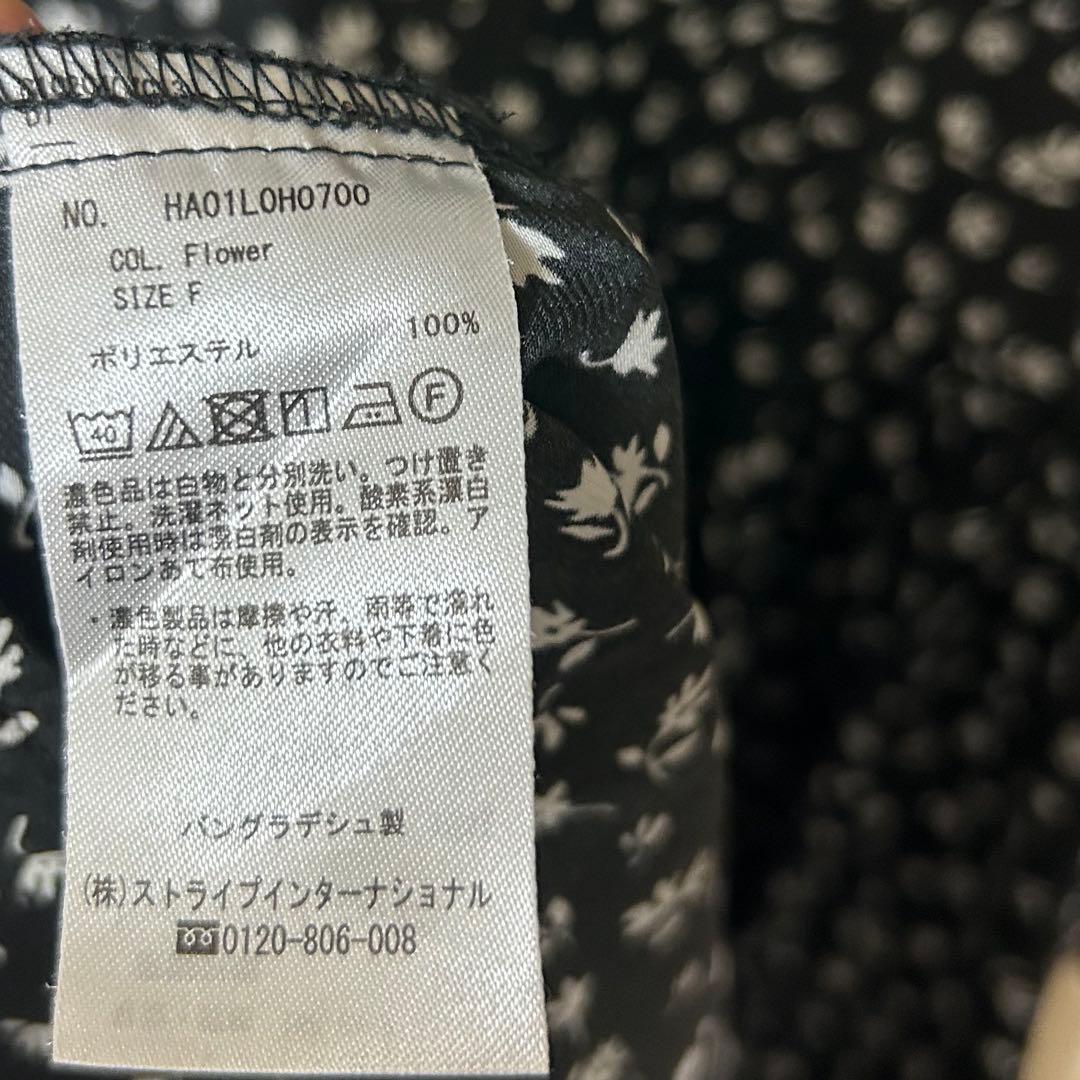 NO. HA01L0H0700
COL. Flower
SIZE F
100%
ポリエステル
40
F
濃色品は白物と分別洗い。つけ置き
禁止。洗濯ネット使用。酸素系漂白
剤使用時は漂白剤の表示を確認。ア
イロンあて布使用。
・濃色製品は摩擦や汗、雨等で濡れ
た時などに、他の衣料や下着に色
が移る事がありますのでご注意く
ださい。
バングラデシュ製
(株)ストライプインターナショナル
0120-806-008